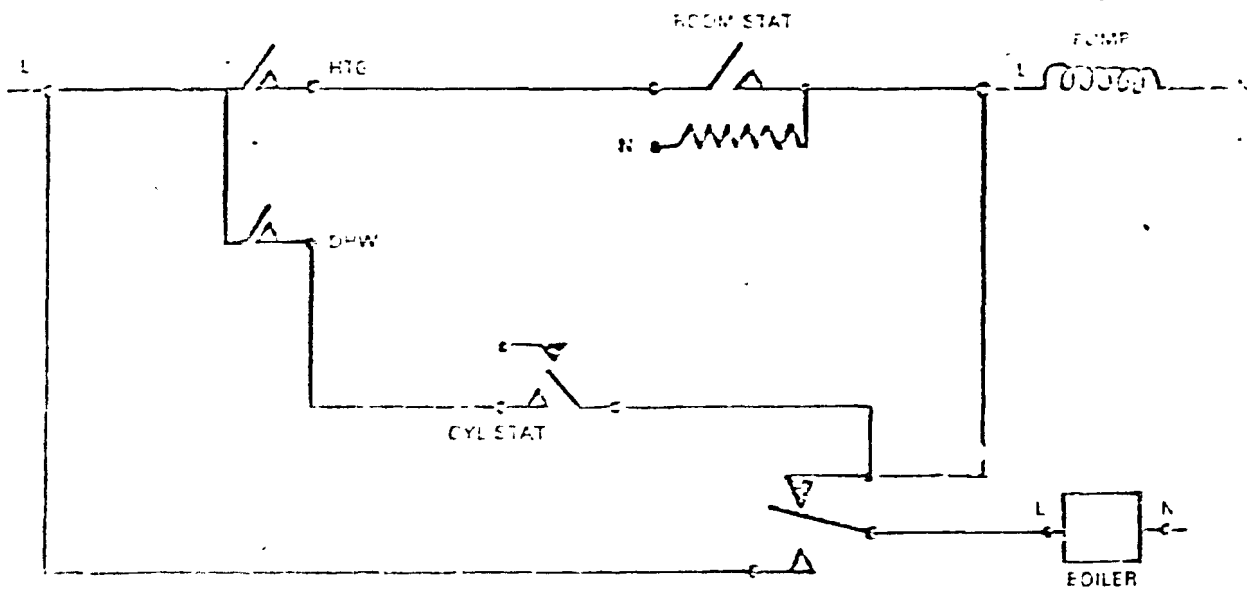 ROOM STAT
PUMP
L
HTG
L
N
DHW
CYL STAT
L
N
BOILER